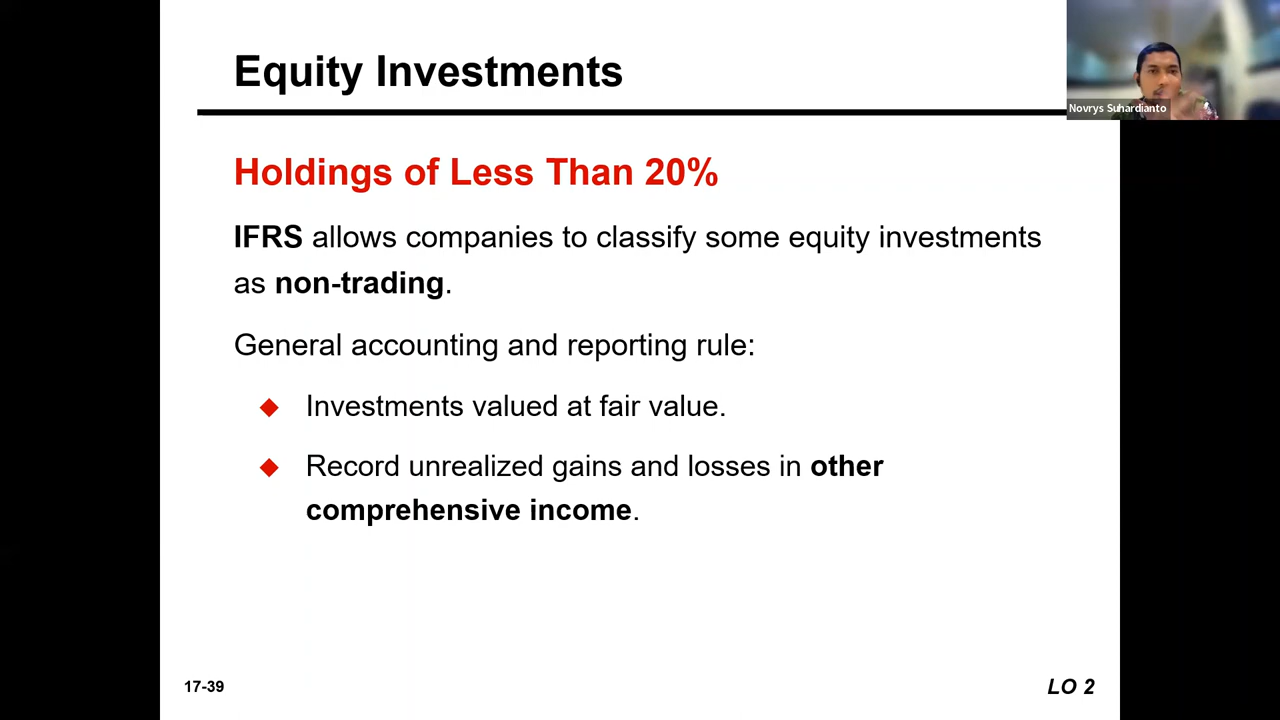 Equity Investments
Novrys Suhardianto
Holdings of Less Than 20%
IFRS allows companies to classify some equity investments
as non-trading.
General accounting and reporting rule:
Investments valued at fair value.
Record unrealized gains and losses in other
comprehensive income.
17-39
LO 2